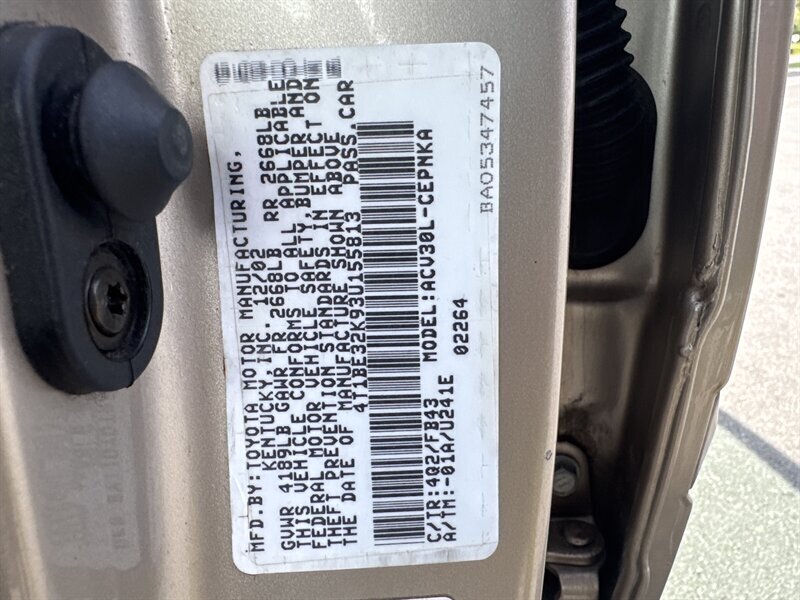 MFD.BY:TOYOTA MOTOR MANUFACTURING,
KENTUCKY, INC. 12/02
GVWR 4189LB GAWR FR 2668LB RR 2668LB
THIS VEHICLE CONFORMS TO ALL APPLICABLE
FEDERAL MOTOR VEHICLE SAFETY,BUMPER AND
THEFT PREVENTION STANDARDS IN EFFECT ON
THE DATE OF MANUFACTURE SHOWN ABOVE
4T1BE32K93U155813 PASS.CAR
MODEL:ACV30L-CEPNKA
C/TR:4Q2/FB43
A/TM:-01A/U241E 02264
BA05347457